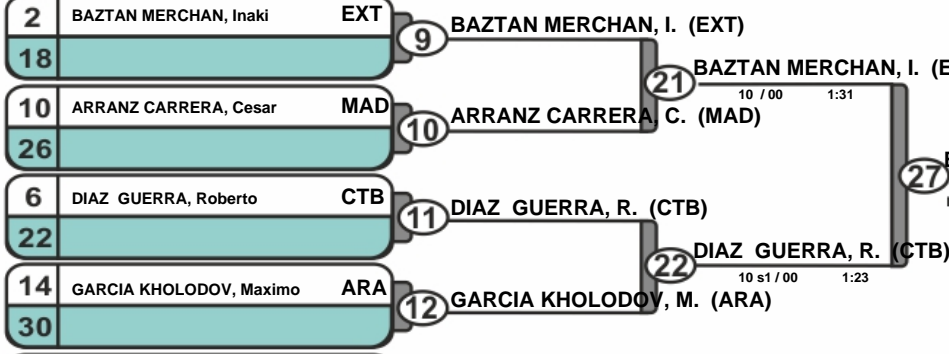 2 BAZTAN MERCHAN, Inaki EXT
18
9 BAZTAN MERCHAN, I. (EXT)
10 ARRANZ CARRERA, Cesar MAD
26
10 ARRANZ CARRERA, C. (MAD)
21 BAZTAN MERCHAN, I. (E
10 / 00 1:31
6 DIAZ GUERRA, Roberto CTB
22
11 DIAZ GUERRA, R. (CTB)
14 GARCIA KHOLODOV, Maximo ARA
30
12 GARCIA KHOLODOV, M. (ARA)
22 DIAZ GUERRA, R. (CTB)
10 s1 / 00 1:23
27